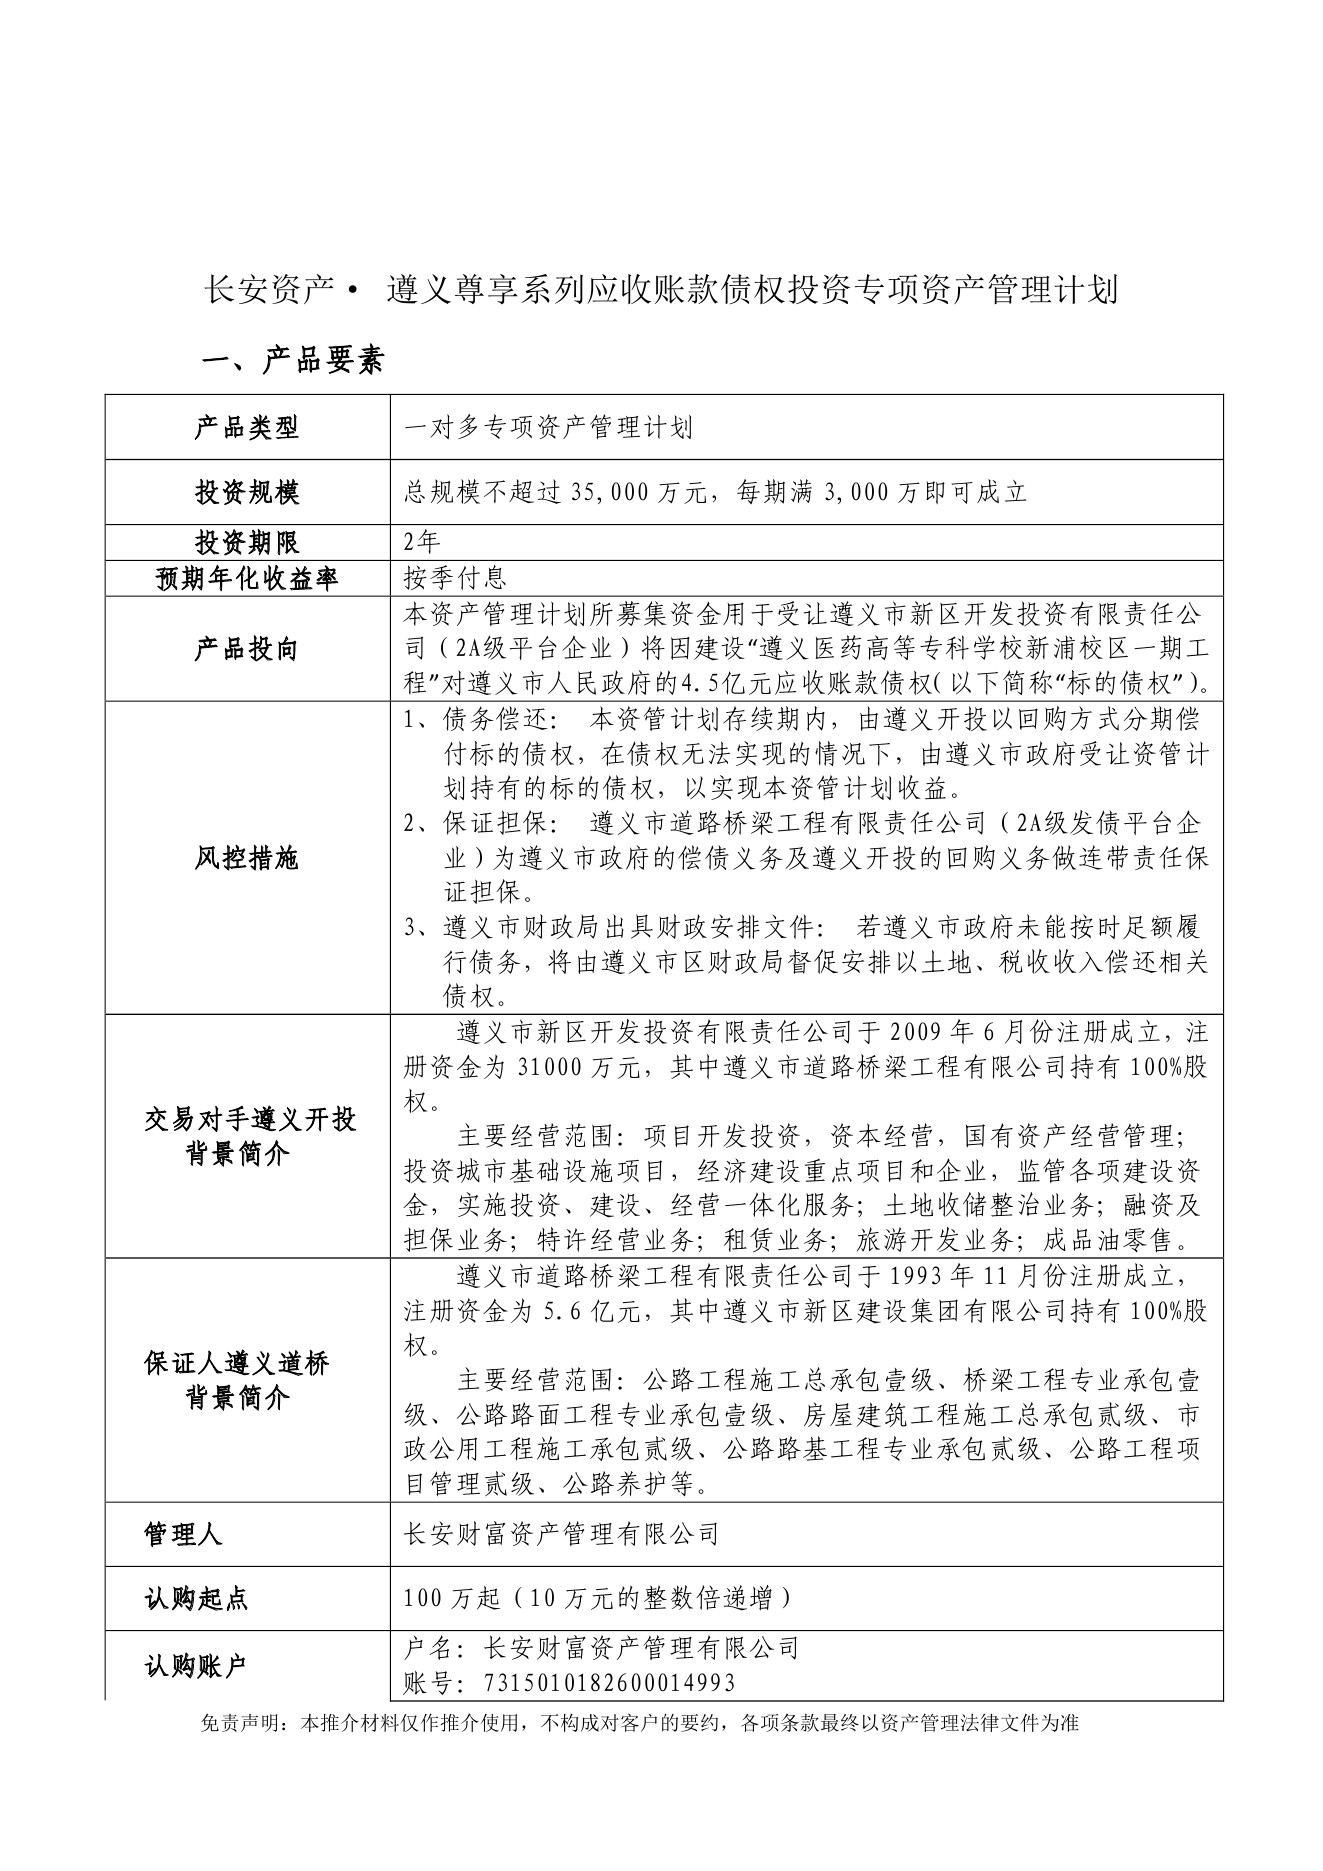 长安资产· 遵义尊享系列应收账款债权投资专项资产管理计划
一、产品要素
产品类型
一对多专项资产管理计划
投资规模
总规模不超过 35,000 万元，每期满 3,000 万即可成立
投资期限
2年
预期年化收益率
按季付息
产品投向
本资产管理计划所募集资金用于受让遵义市新区开发投资有限责任公
司（2A级平台企业）将因建设“遵义医药高等专科学校新浦校区一期工
程”对遵义市人民政府的4.5亿元应收账款债权（以下简称“标的债权”）。
风控措施
1、债务偿还： 本资管计划存续期内，由遵义开投以回购方式分期偿
付标的债权，在债权无法实现的情况下，由遵义市政府受让资管计
划持有的标的债权，以实现本资管计划收益。
2、保证担保： 遵义市道路桥梁工程有限责任公司（2A级发债平台企
业）为遵义市政府的偿债义务及遵义开投的回购义务做连带责任保
证担保。
3、遵义市财政局出具财政安排文件： 若遵义市政府未能按时足额履
行债务，将由遵义市区财政局督促安排以土地、税收收入偿还相关
债权。
交易对手遵义开投
背景简介
遵义市新区开发投资有限责任公司于 2009 年 6 月份注册成立，注
册资金为 31000 万元，其中遵义市道路桥梁工程有限公司持有 100%股
权。
主要经营范围：项目开发投资，资本经营，国有资产经营管理；
投资城市基础设施项目，经济建设重点项目和企业，监管各项建设资
金，实施投资、建设、经营一体化服务；土地收储整治业务；融资及
担保业务；特许经营业务；租赁业务；旅游开发业务；成品油零售。
保证人遵义道桥
背景简介
遵义市道路桥梁工程有限责任公司于 1993 年 11 月份注册成立，
注册资金为 5.6 亿元，其中遵义市新区建设集团有限公司持有 100%股
权。
主要经营范围：公路工程施工总承包壹级、桥梁工程专业承包壹
级、公路路面工程专业承包壹级、房屋建筑工程施工总承包贰级、市
政公用工程施工承包贰级、公路路基工程专业承包贰级、公路工程项
目管理贰级、公路养护等。
管理人
长安财富资产管理有限公司
认购起点
100 万起（10 万元的整数倍递增）
认购账户
户名：长安财富资产管理有限公司
账号：7315010182600014993
免责声明：本推介材料仅作推介使用，不构成对客户的要约，各项条款最终以资产管理法律文件为准